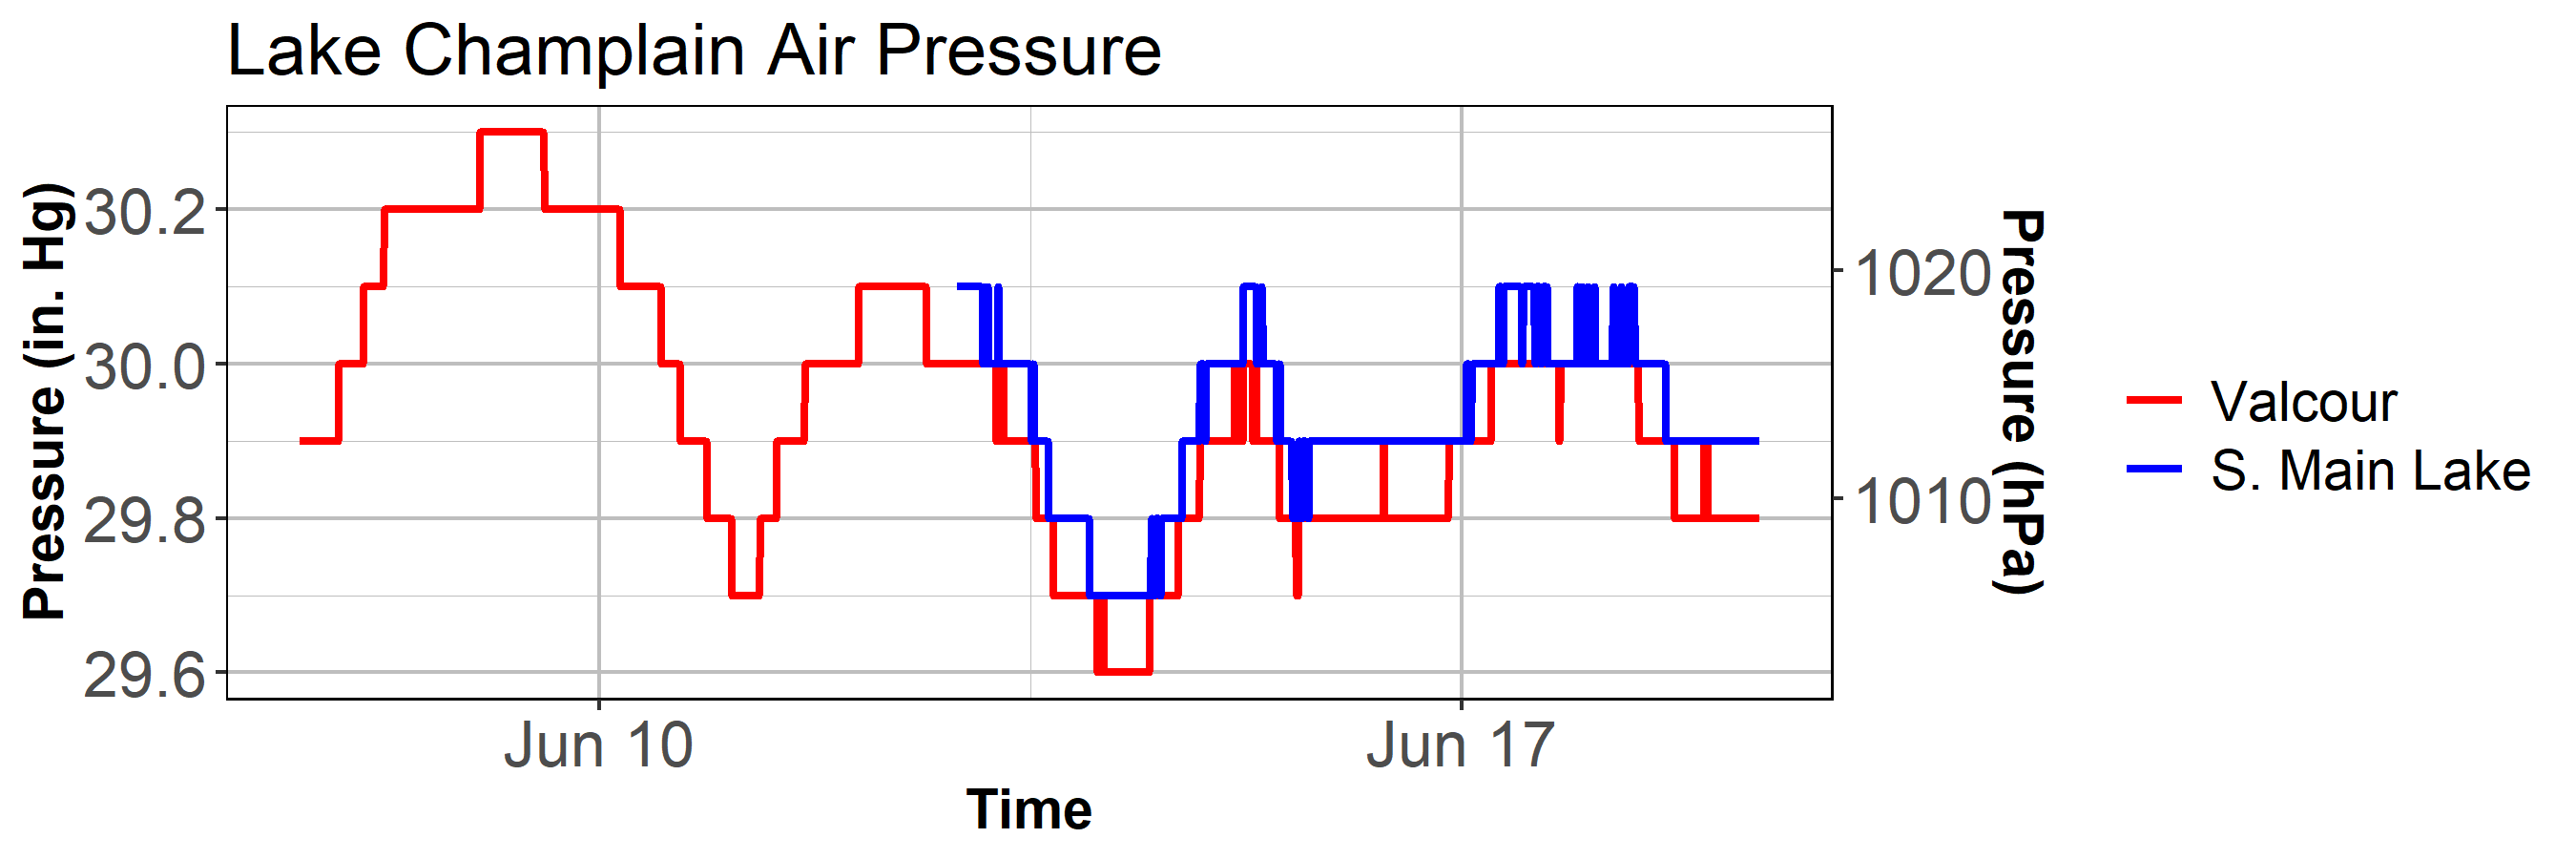 Lake Champlain Air Pressure
Pressure (in. Hg)
30.2
30.0
29.8
29.6
1020
1010
Pressure (hPa)
Jun 10
Jun 17
Time
Valcour
S. Main Lake